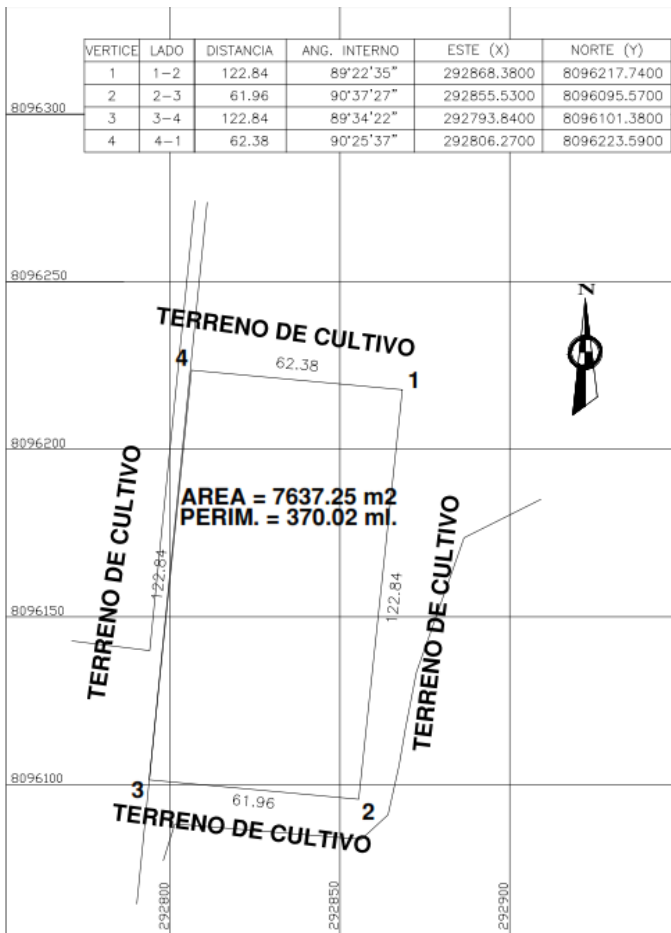 VERTICE LADO DISTANCIA ANG. INTERNO ESTE (X) NORTE (Y)
1 1-2 122.84 89°22'35" 292868.3800 8096217.7400
2 2-3 61.96 90°37'27" 292855.5300 8096095.5700
3 3-4 122.84 89°34'22" 292793.8400 8096101.3800
4 4-1 62.38 90°25'37" 292806.2700 8096223.5900
8096300
8096250
N
TERRENO DE CULTIVO
4
62.38
1
8096200
AREA = 7637.25 m2
PERIM. = 370.02 ml.
TERRENO DE CULTIVO
122.84
122.84
TERRENO DE CULTIVO
8096150
8096100
3
61.96
2
TERRENO DE CULTIVO
292800
292850
292900